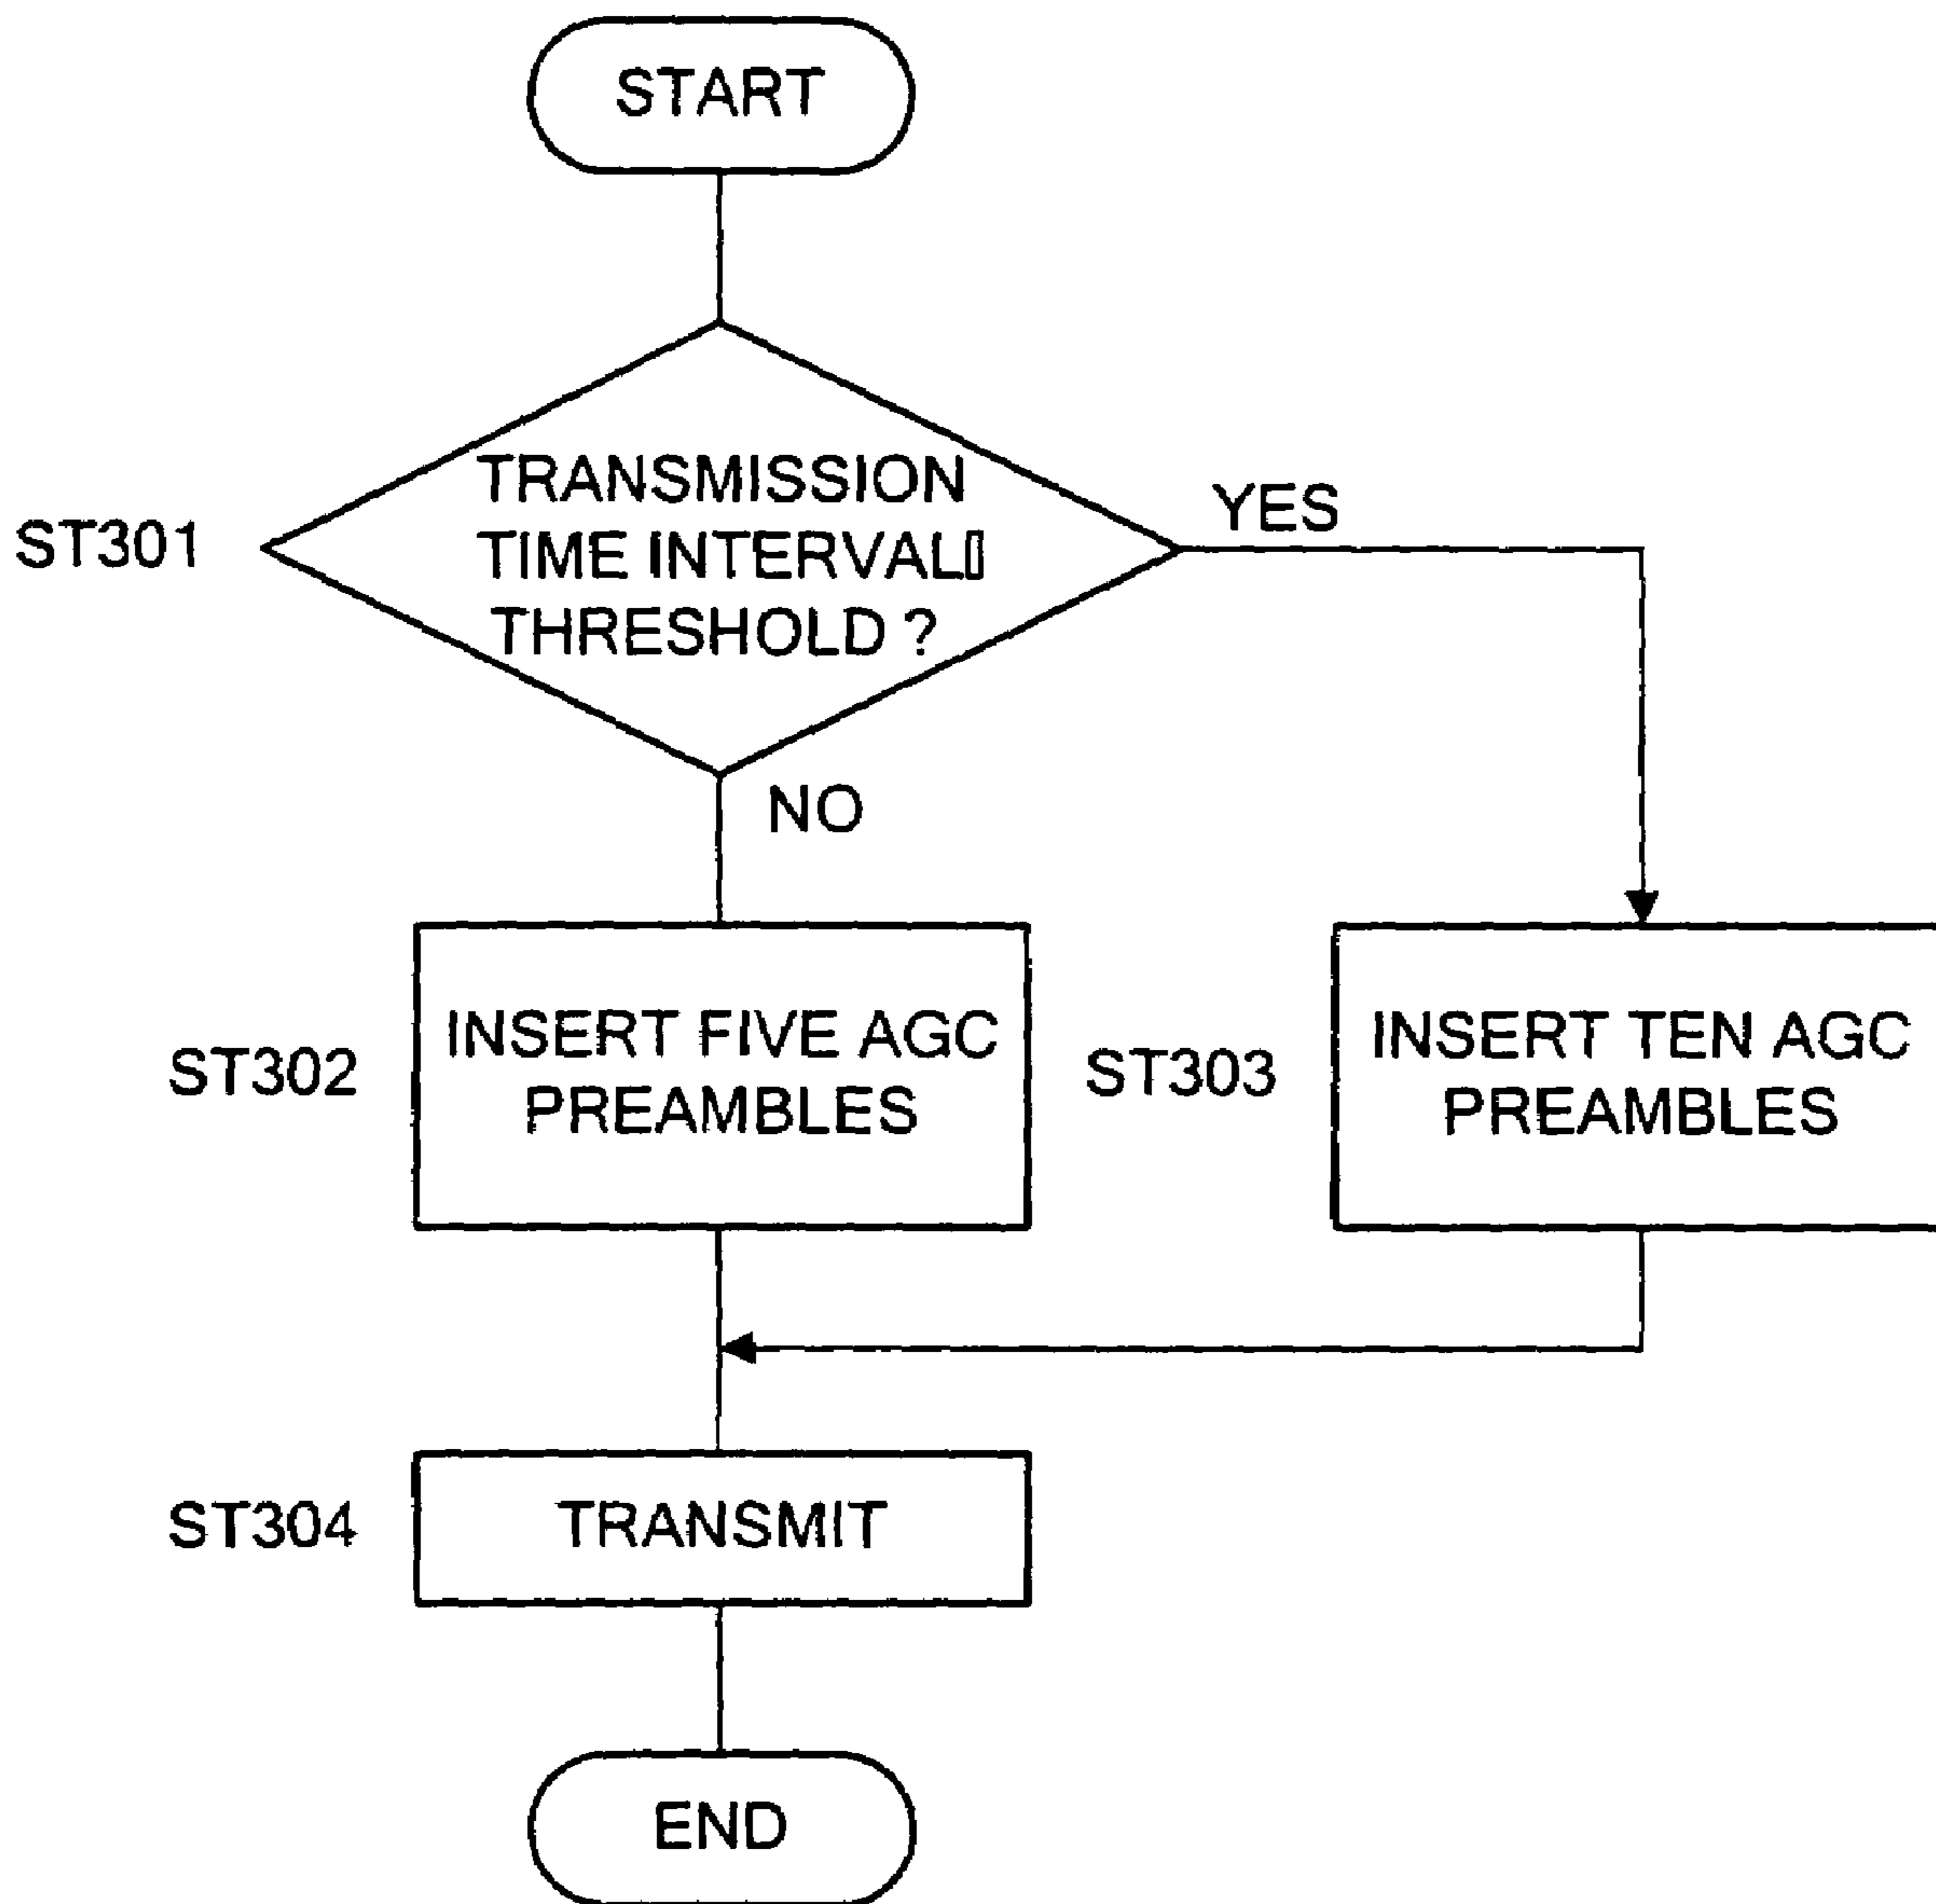 START
TRANSMISSION
ST301
TIME INTERVAL▯
THRESHOLD ?
YES
NO
ST302
INSERT FIVE AGC
PREAMBLES
ST303
INSERT TEN AGC
PREAMBLES
ST304
TRANSMIT
END